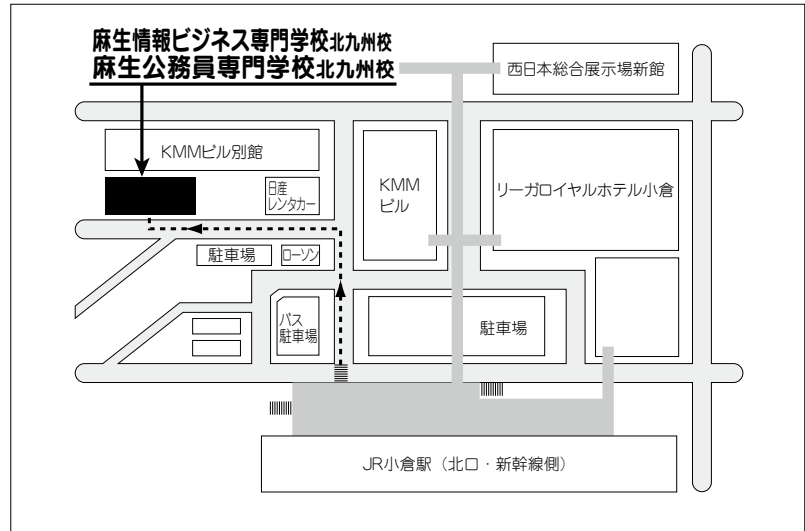 麻生情報ビジネス専門学校北九州校
麻生公務員専門学校北九州校
西日本総合展示場新館
KMMビル別館
日産
レンタカー
KMM
ビル
リーガロイヤルホテル小倉
駐車場
ローソン
バス
駐車場
駐車場
JR小倉駅（北口・新幹線側）